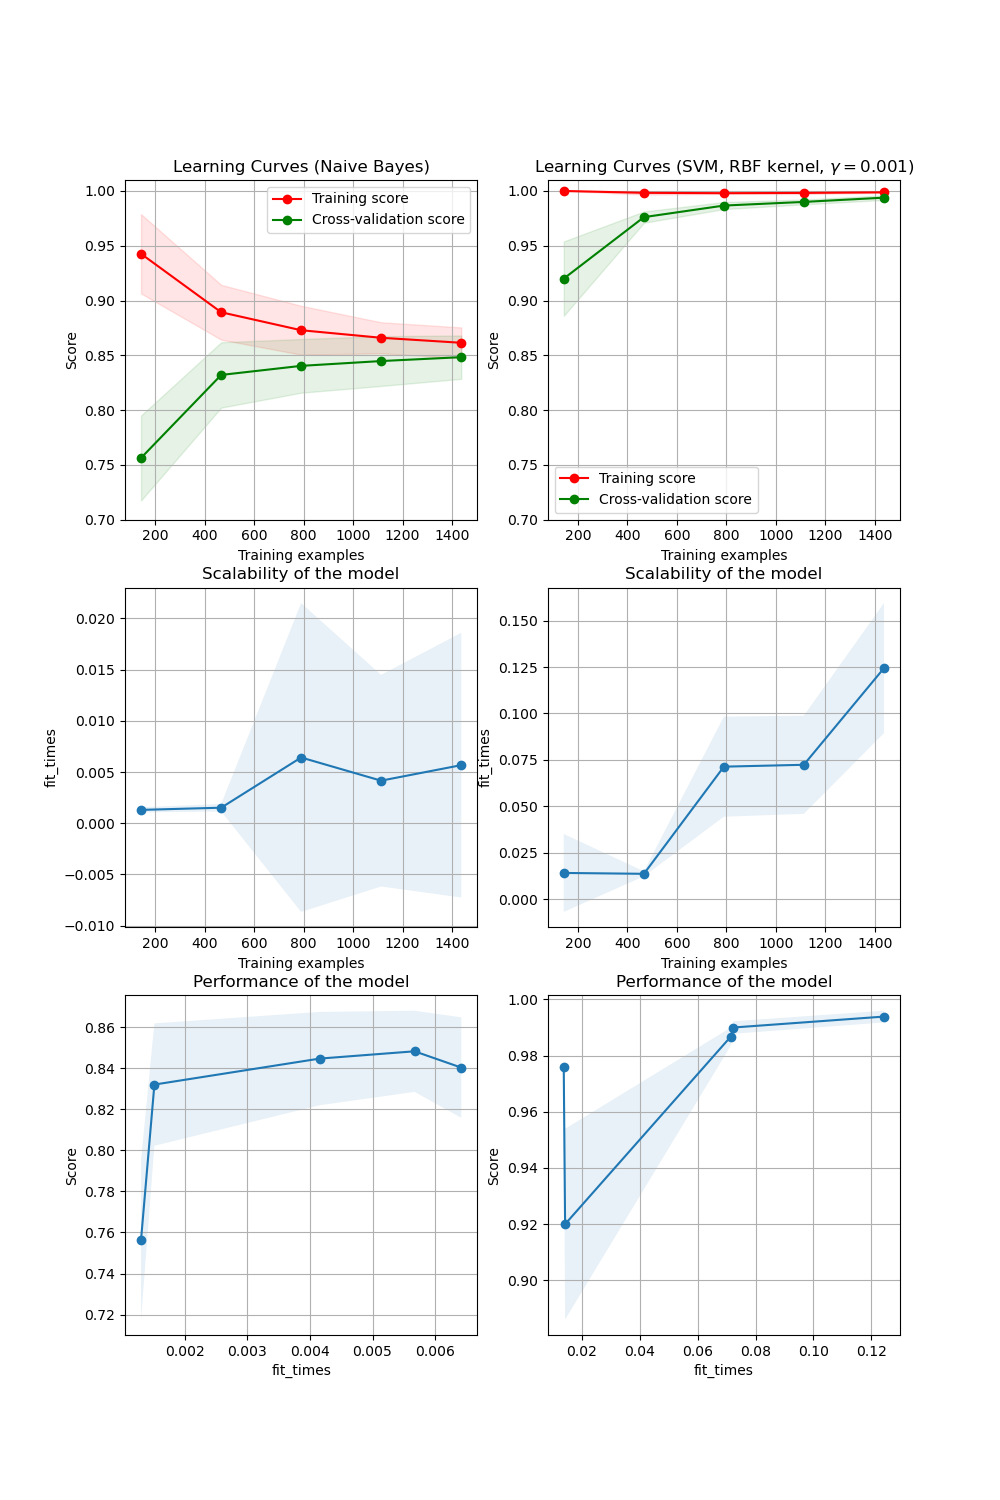 Learning Curves (Naive Bayes)
1.00
0.95
0.90
0.85
0.80
0.75
0.70
Score
Training score
Cross-validation score
200 400 600 800 1000 1200 1400
Training examples
Learning Curves (SVM, RBF kernel, γ = 0.001)
1.00
0.95
0.90
0.85
0.80
0.75
0.70
Score
Training score
Cross-validation score
200 400 600 800 1000 1200 1400
Training examples
Scalability of the model
0.020
0.015
0.010
0.005
0.000
−0.005
−0.010
fit_times
200 400 600 800 1000 1200 1400
Training examples
Scalability of the model
0.150
0.125
0.100
0.075
0.050
0.025
0.000
fit_times
200 400 600 800 1000 1200 1400
Training examples
Performance of the model
0.86
0.84
0.82
0.80
0.78
0.76
0.74
0.72
Score
0.002 0.003 0.004 0.005 0.006
fit_times
Performance of the model
1.00
0.98
0.96
0.94
0.92
0.90
Score
0.02 0.04 0.06 0.08 0.10 0.12
fit_times